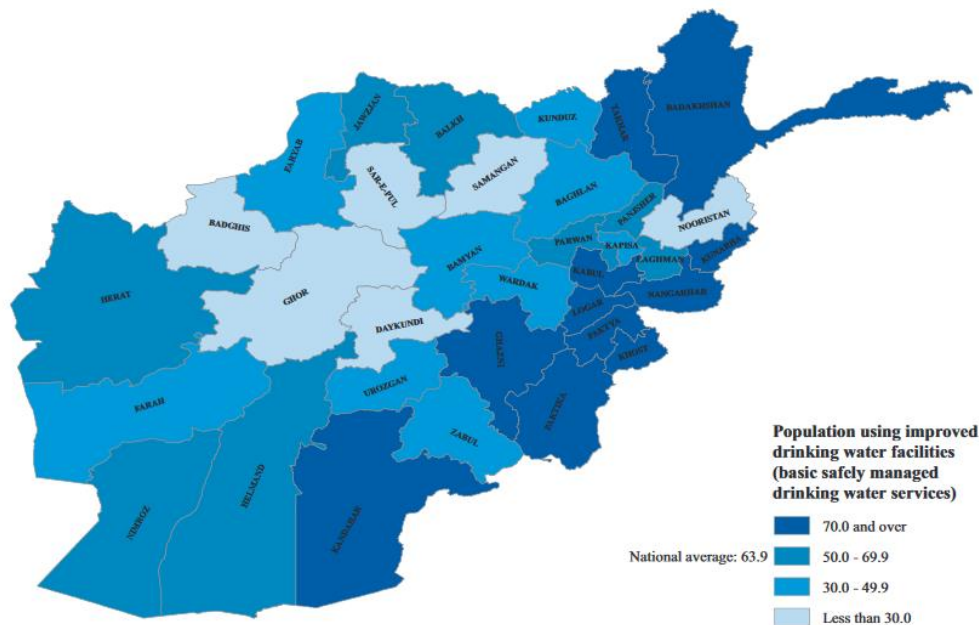 BADAKHSHAN
TAKHAR
KUNDUZ
BALKH
JAWZJAN
FARYAB
SAR-E-PUL
SAMANGAN
BAGHLAN
PANJSHER
NOORISTAN
BADGHIS
PARWAN
KAPISA
LAGHMAN
KUNARHA
BAMYAN
KABUL
HERAT
GHOR
WARDAK
NANGARHAR
LOGAR
DAYKUNDI
PAKTYA
KHOST
GHAZNI
UROZGAN
PAKTIKA
FARAH
ZABUL
HELMAND
NIMROZ
KANDAHAR
Population using improved
drinking water facilities
(basic safely managed
drinking water services)
70.0 and over
National average: 63.9
50.0 - 69.9
30.0 - 49.9
Less than 30.0